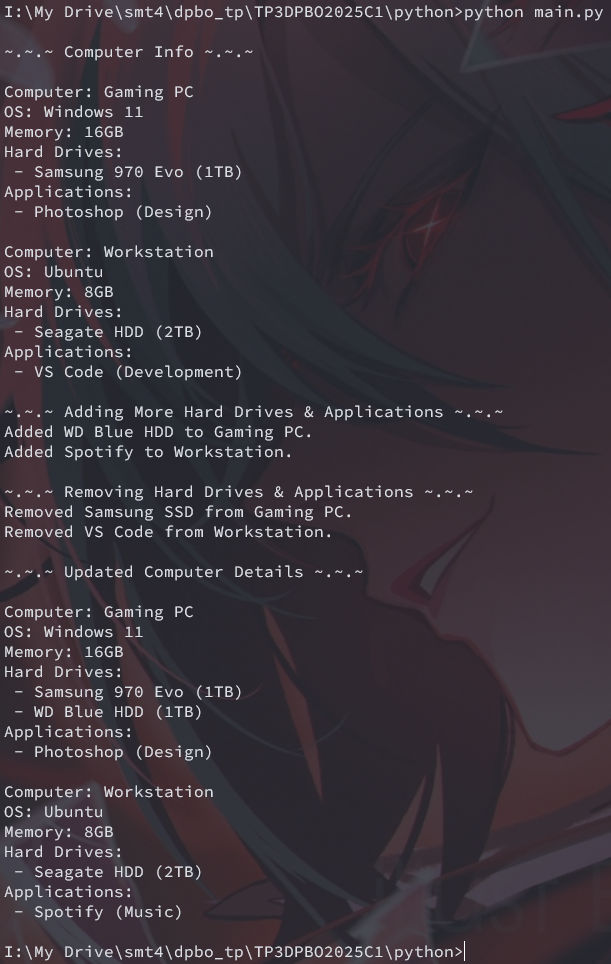 I:\My Drive\smt4\dpbo_tp\TP3DPBO2025C1\python>python main.py
~.~.~ Computer Info ~.~.~
Computer: Gaming PC
OS: Windows 11
Memory: 16GB
Hard Drives:
 - Samsung 970 Evo (1TB)
Applications:
 - Photoshop (Design)
Computer: Workstation
OS: Ubuntu
Memory: 8GB
Hard Drives:
 - Seagate HDD (2TB)
Applications:
 - VS Code (Development)
~.~.~ Adding More Hard Drives & Applications ~.~.~
Added WD Blue HDD to Gaming PC.
Added Spotify to Workstation.
~.~.~ Removing Hard Drives & Applications ~.~.~
Removed Samsung SSD from Gaming PC.
Removed VS Code from Workstation.
~.~.~ Updated Computer Details ~.~.~
Computer: Gaming PC
OS: Windows 11
Memory: 16GB
Hard Drives:
 - Samsung 970 Evo (1TB)
 - WD Blue HDD (1TB)
Applications:
 - Photoshop (Design)
Computer: Workstation
OS: Ubuntu
Memory: 8GB
Hard Drives:
 - Seagate HDD (2TB)
Applications:
 - Spotify (Music)
I:\My Drive\smt4\dpbo_tp\TP3DPBO2025C1\python>